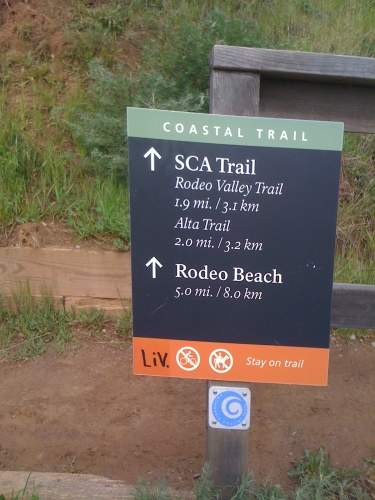 COASTAL TRAIL
SCA Trail
Rodeo Valley Trail
1.9 mi. / 3.1 km
Alta Trail
2.0 mi. / 3.2 km
Rodeo Beach
5.0 mi. / 8.0 km
LIV. Stay on trail